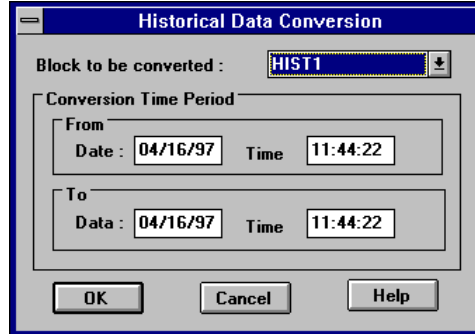 Historical Data Conversion
Block to be converted : HIST1
Conversion Time Period
From
Date : 04/16/97 Time 11:44:22
To
Data : 04/16/97 Time 11:44:22
OK Cancel Help